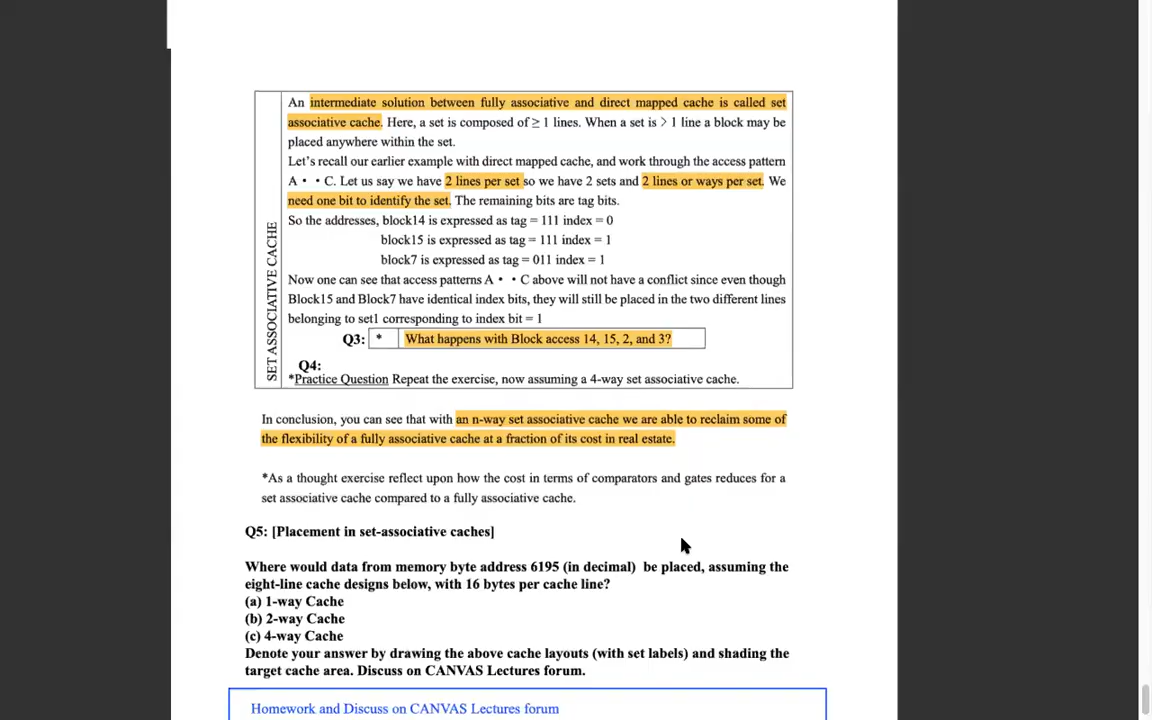 An intermediate solution between fully associative and direct mapped cache is called set
associative cache. Here, a set is composed of ≥ 1 lines. When a set is > 1 line a block may be
placed anywhere within the set.
Let's recall our earlier example with direct mapped cache, and work through the access pattern
A • • C. Let us say we have 2 lines per set so we have 2 sets and 2 lines or ways per set. We
need one bit to identify the set. The remaining bits are tag bits.
So the addresses, block14 is expressed as tag = 111 index = 0
block15 is expressed as tag = 111 index = 1
block7 is expressed as tag = 011 index = 1
Now one can see that access patterns A • • C above will not have a conflict since even though
Block15 and Block7 have identical index bits, they will still be placed in the two different lines
belonging to set1 corresponding to index bit = 1
SET ASSOCIATIVE CACHE
Q3: * What happens with Block access 14, 15, 2, and 3?
Q4:
*Practice Question Repeat the exercise, now assuming a 4-way set associative cache.
In conclusion, you can see that with an n-way set associative cache we are able to reclaim some of
the flexibility of a fully associative cache at a fraction of its cost in real estate.
*As a thought exercise reflect upon how the cost in terms of comparators and gates reduces for a
set associative cache compared to a fully associative cache.
Q5: [Placement in set-associative caches]
Where would data from memory byte address 6195 (in decimal) be placed, assuming the
eight-line cache designs below, with 16 bytes per cache line?
(a) 1-way Cache
(b) 2-way Cache
(c) 4-way Cache
Denote your answer by drawing the above cache layouts (with set labels) and shading the
target cache area. Discuss on CANVAS Lectures forum.
Homework and Discuss on CANVAS Lectures forum